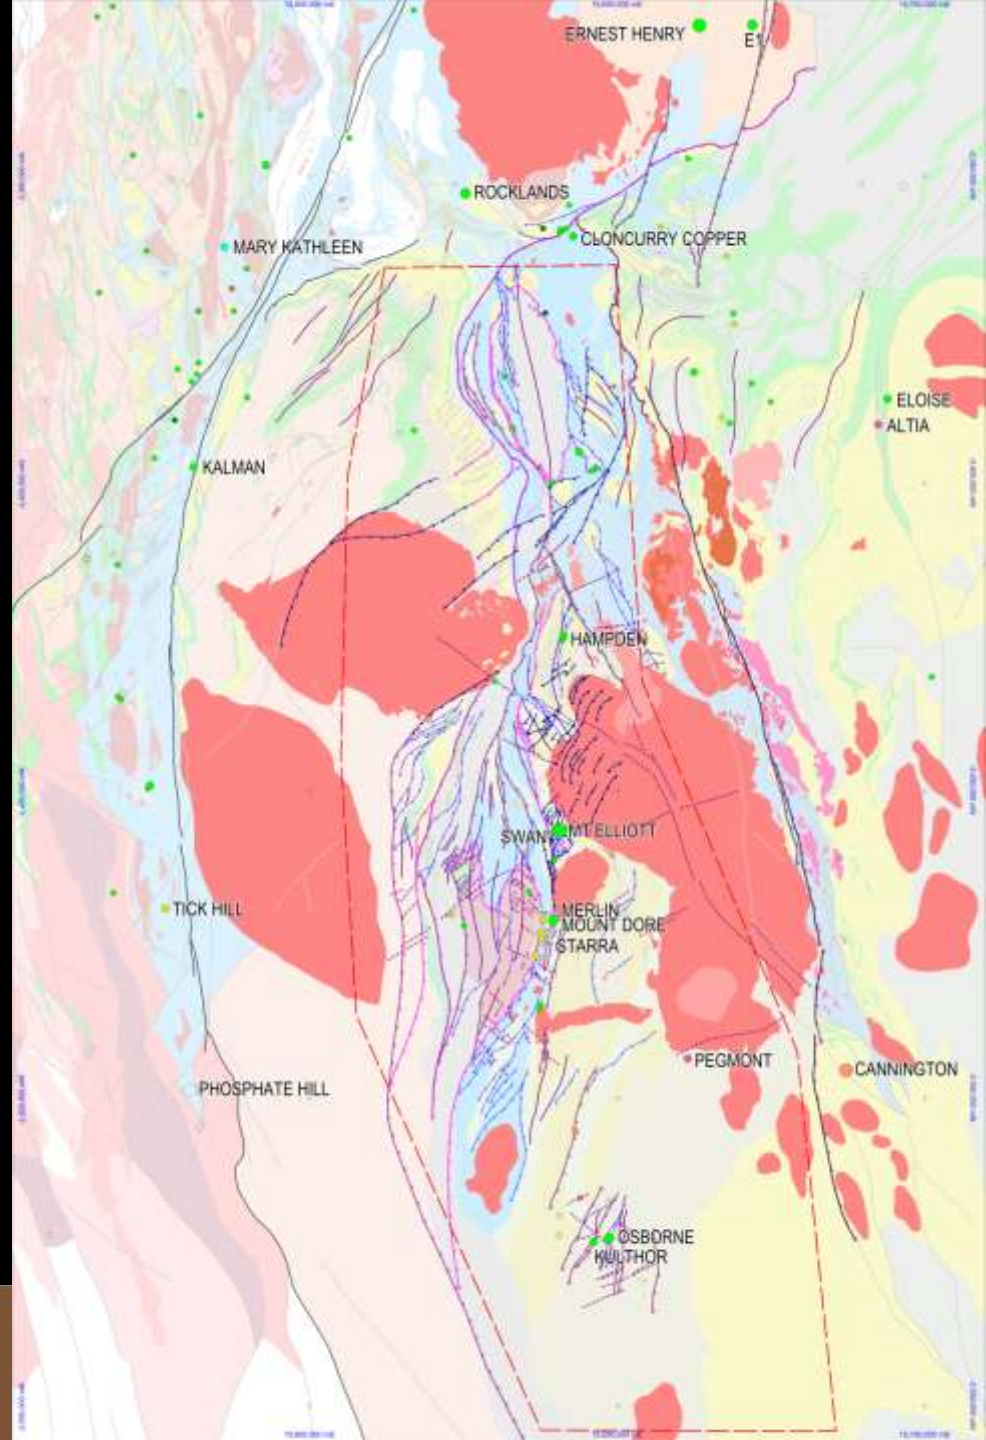 ERNEST HENRY
E1
ROCKLANDS
CLONCURRY COPPER
MARY KATHLEEN
ELOISE
ALTIA
KALMAN
HAMPDEN
SWAN
MT ELLIOTT
TICK HILL
MERLIN
MOUNT DORE
STARRA
PEGMONT
CANNINGTON
PHOSPHATE HILL
OSBORNE
KULTHOR